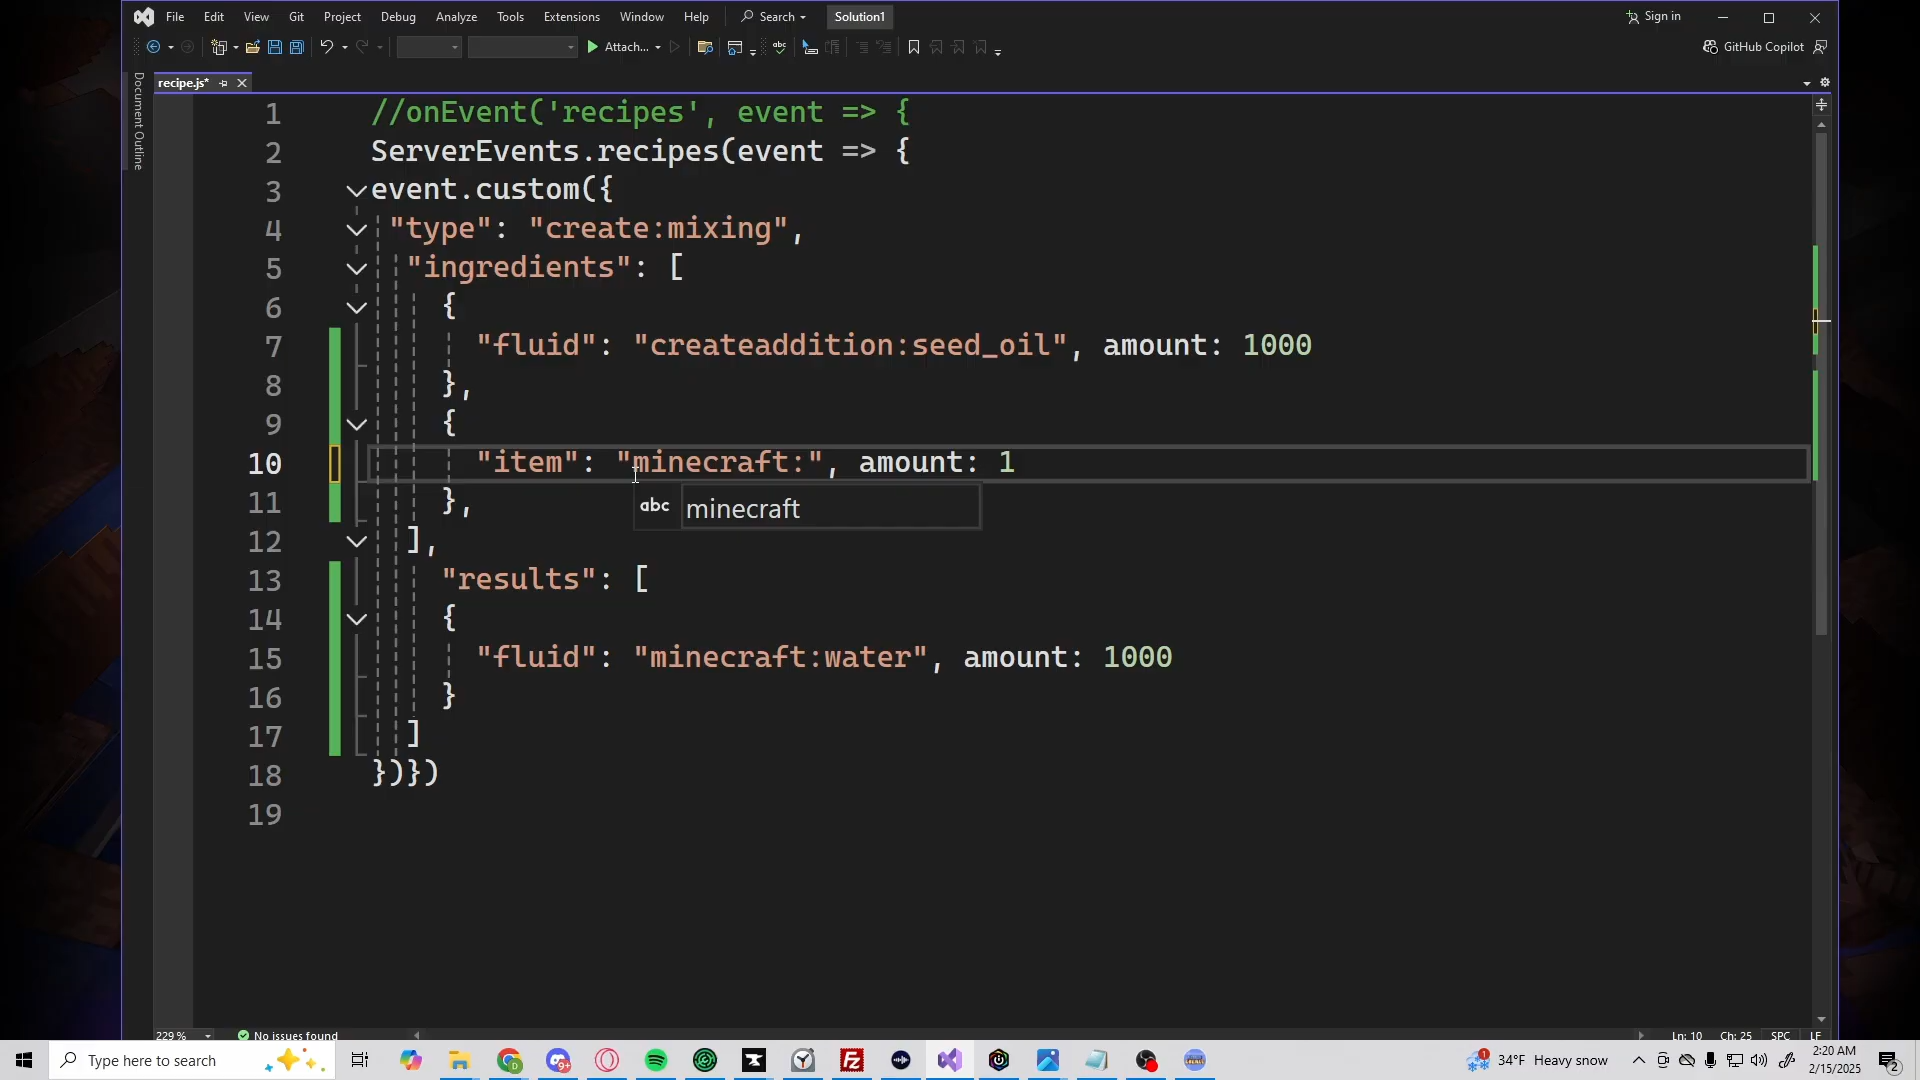 File Edit View Git Project Debug Analyze Tools Extensions Window Help Search Solution1 Sign in
Attach... abc GitHub Copilot
Document Outline
recipe.js*
1 //onEvent('recipes', event => {
2 ServerEvents.recipes(event => {
3 event.custom({
4 "type": "create:mixing",
5 "ingredients": [
6 {
7 "fluid": "createaddition:seed_oil", amount: 1000
8 },
9 {
10 "item": "minecraft:", amount: 1
abc minecraft
11 },
12 ],
13 "results": [
14 {
15 "fluid": "minecraft:water", amount: 1000
16 }
17 ]
18 })})
19
229 % No issues found Ln: 10 Ch: 25 SPC LF
Type here to search 9+ 1 34°F Heavy snow 2:20 AM
2/15/2025 2